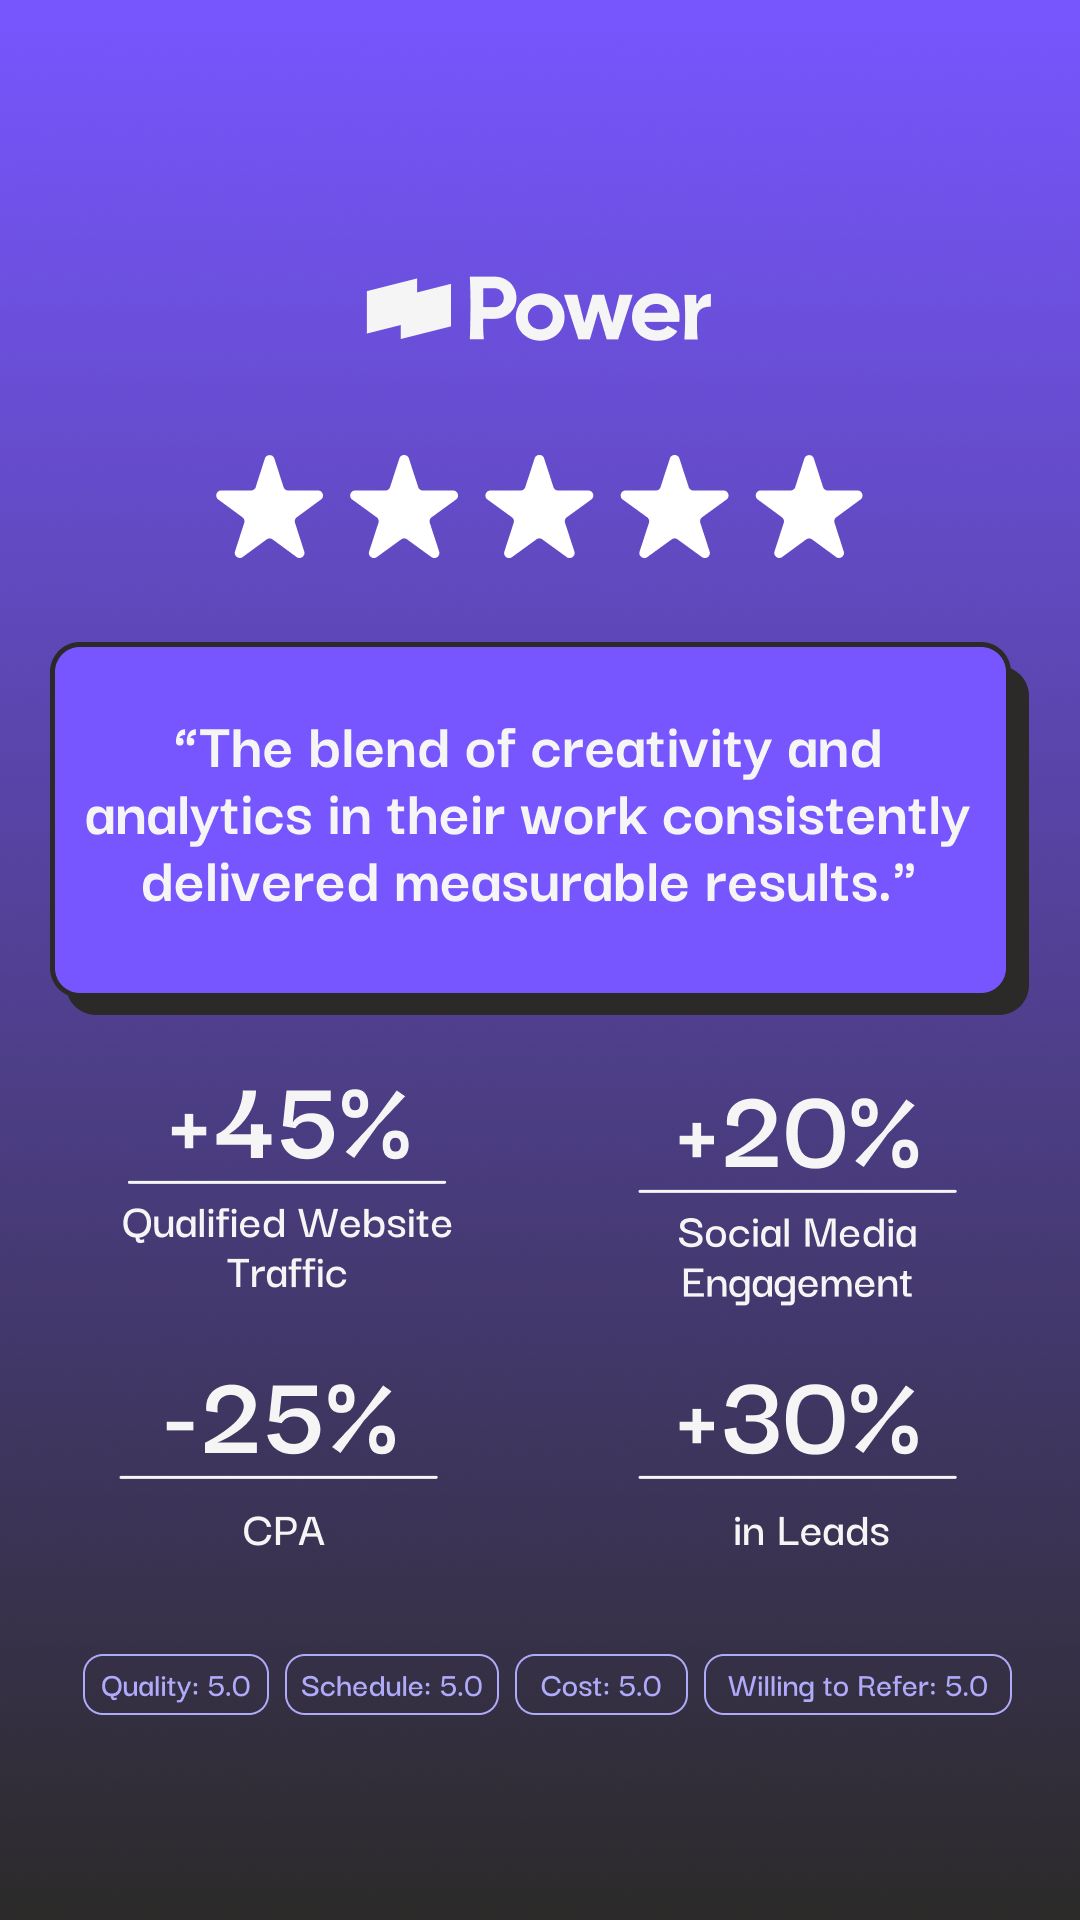 Power
“The blend of creativity and
analytics in their work consistently
delivered measurable results.”
+45%
Qualified Website
Traffic
+20%
Social Media
Engagement
-25%
CPA
+30%
in Leads
Quality: 5.0
Schedule: 5.0
Cost: 5.0
Willing to Refer: 5.0